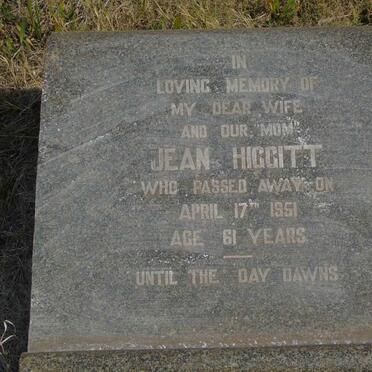 IN
LOVING MEMORY OF
MY DEAR WIFE
AND OUR "MOM"
JEAN HIGGITT
WHO PASSED AWAY ON
APRIL 17TH 1951
AGE 61 YEARS
UNTIL THE DAY DAWNS